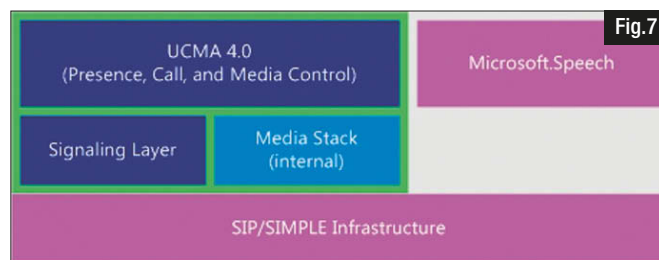 Fig.7
UCMA 4.0
(Presence, Call, and Media Control)
Microsoft.Speech
Signaling Layer
Media Stack
(internal)
SIP/SIMPLE Infrastructure